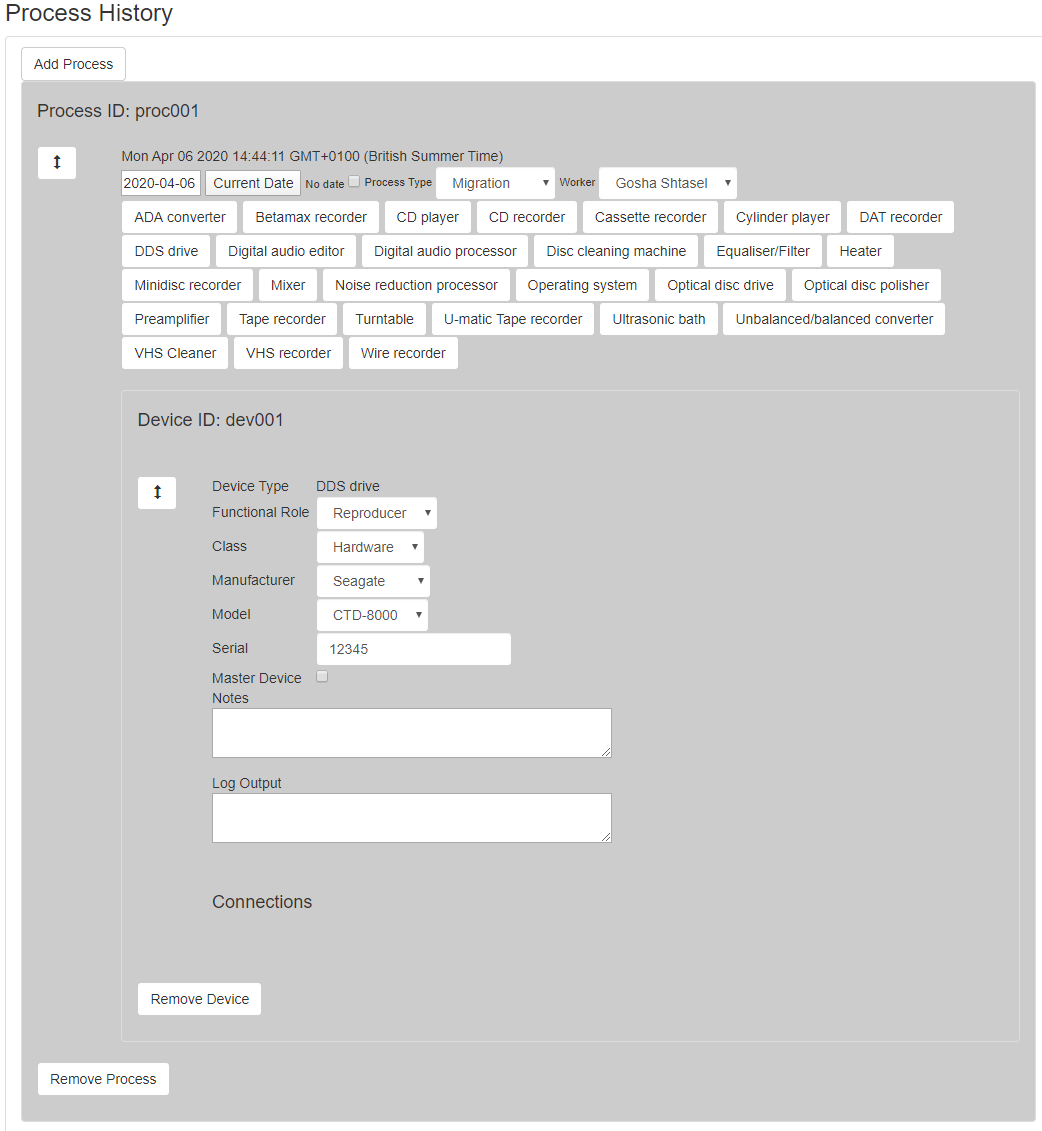 Process History
Add Process
Process ID: proc001
Mon Apr 06 2020 14:44:11 GMT+0100 (British Summer Time)
2020-04-06 Current Date No date Process Type Migration Worker Gosha Shtasel
ADA converter Betamax recorder CD player CD recorder Cassette recorder Cylinder player DAT recorder
DDS drive Digital audio editor Digital audio processor Disc cleaning machine Equaliser/Filter Heater
Minidisc recorder Mixer Noise reduction processor Operating system Optical disc drive Optical disc polisher
Preamplifier Tape recorder Turntable U-matic Tape recorder Ultrasonic bath Unbalanced/balanced converter
VHS Cleaner VHS recorder Wire recorder
Device ID: dev001
Device Type DDS drive
Functional Role Reproducer
Class Hardware
Manufacturer Seagate
Model CTD-8000
Serial 12345
Master Device
Notes
Log Output
Connections
Remove Device
Remove Process